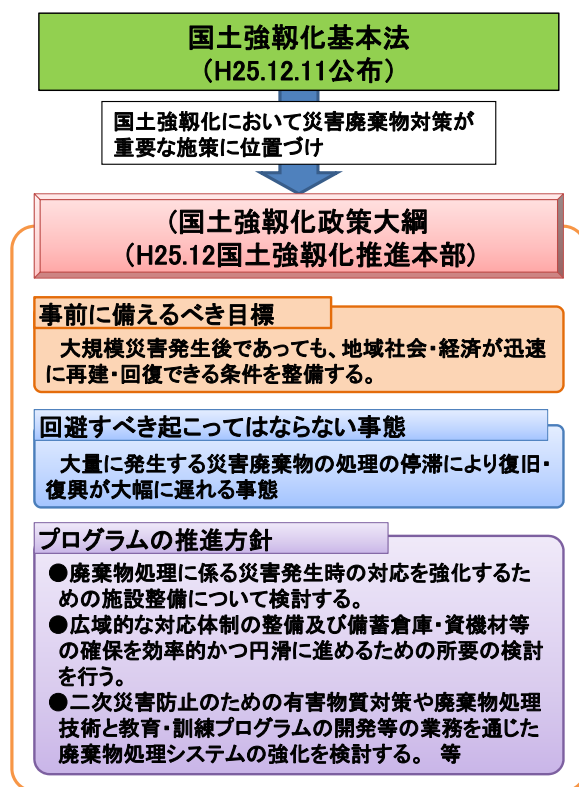 国土強靱化基本法
（H25.12.11公布）
国土強靱化において災害廃棄物対策が
重要な施策に位置づけ
（国土強靱化政策大綱
（H25.12国土強靱化推進本部）
事前に備えるべき目標
大規模災害発生後であっても、地域社会・経済が迅速
に再建・回復できる条件を整備する。
回避すべき起こってはならない事態
大量に発生する災害廃棄物の処理の停滞により復旧・
復興が大幅に遅れる事態
プログラムの推進方針
●廃棄物処理に係る災害発生時の対応を強化するた
めの施設整備について検討する。
●広域的な対応体制の整備及び備蓄倉庫・資機材等
の確保を効率的かつ円滑に進めるための所要の検討
を行う。
●二次災害防止のための有害物質対策や廃棄物処理
技術と教育・訓練プログラムの開発等の業務を通じた
廃棄物処理システムの強化を検討する。　等